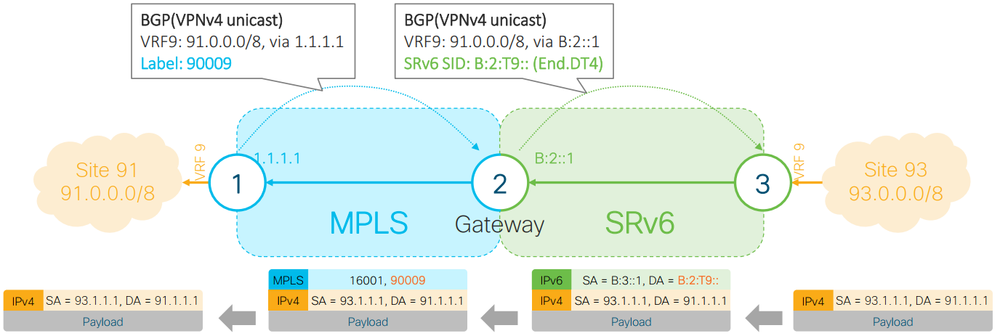 BGP(VPNv4 unicast)
VRF9: 91.0.0.0/8, via 1.1.1.1
Label: 90009
BGP(VPNv4 unicast)
VRF9: 91.0.0.0/8, via B:2::1
SRv6 SID: B:2:T9:: (End.DT4)
Site 91
91.0.0.0/8
VRF 9
1
1.1.1.1
MPLS
2
Gateway
B:2::1
SRv6
3
VRF 9
Site 93
93.0.0.0/8
IPv4 SA = 93.1.1.1, DA = 91.1.1.1
Payload
MPLS 16001, 90009
IPv4 SA = 93.1.1.1, DA = 91.1.1.1
Payload
IPv6 SA = B:3::1, DA = B:2:T9::
IPv4 SA = 93.1.1.1, DA = 91.1.1.1
Payload
IPv4 SA = 93.1.1.1, DA = 91.1.1.1
Payload